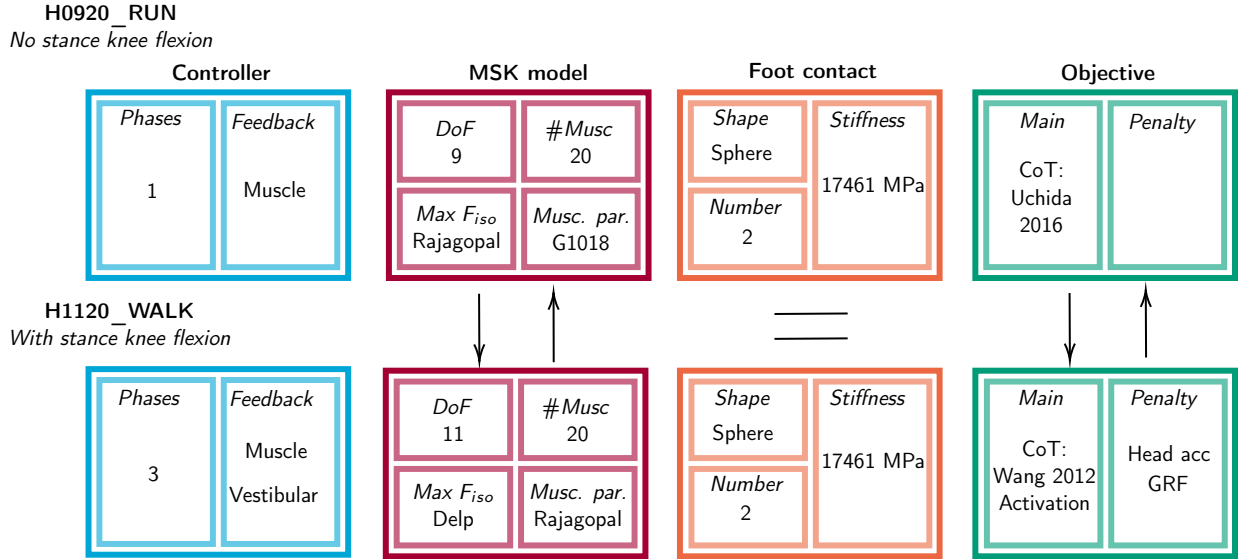 H0920_RUN
No stance knee flexion
Controller
MSK model
Foot contact
Objective
Phases
1
Feedback
Muscle
DoF
9
#Musc
20
Max Fiso
Rajagopal
Musc. par.
G1018
Shape
Sphere
Number
2
Stiffness
17461 MPa
Main
CoT:
Uchida
2016
Penalty
H1120_WALK
With stance knee flexion
Phases
3
Feedback
Muscle
Vestibular
DoF
11
#Musc
20
Max Fiso
Delp
Musc. par.
Rajagopal
Shape
Sphere
Number
2
Stiffness
17461 MPa
Main
CoT:
Wang 2012
Activation
Penalty
Head acc
GRF